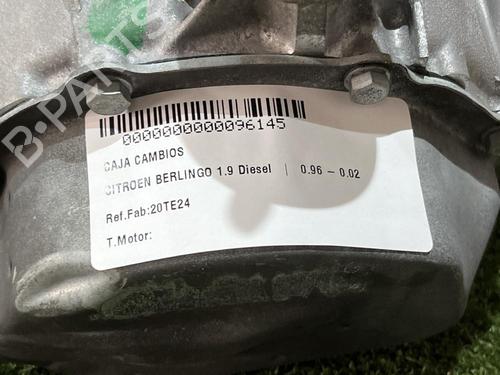 0000000000096145
CAJA CAMBIOS
CITROEN BERLINGO 1.9 Diesel | 0.96 - 0.02
Ref.Fab:20TE24
T.Motor:
B-PARTS